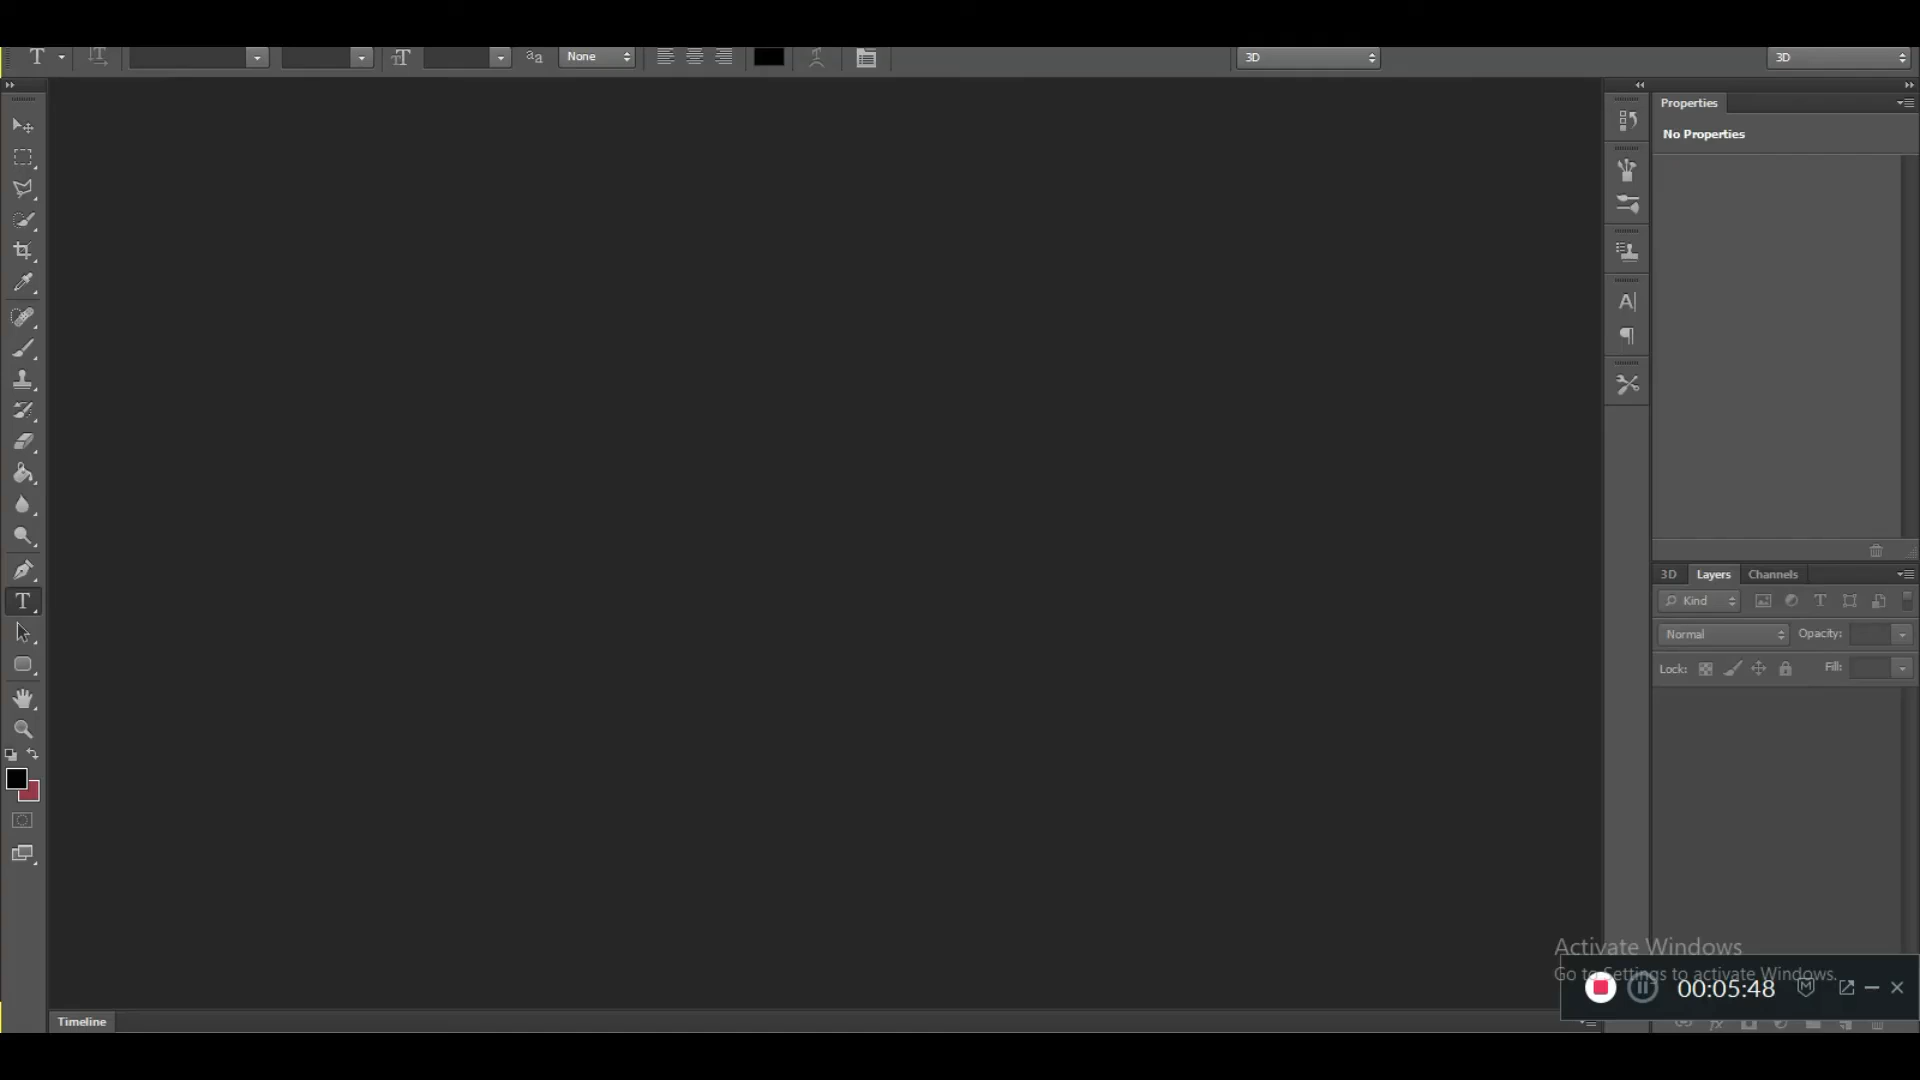 None
3D
3D
Properties
No Properties
3D
Layers
Channels
Kind
Normal
Opacity:
Lock:
Fill:
Activate Windows
Go to Settings to activate Windows.
00:05:48
Timeline